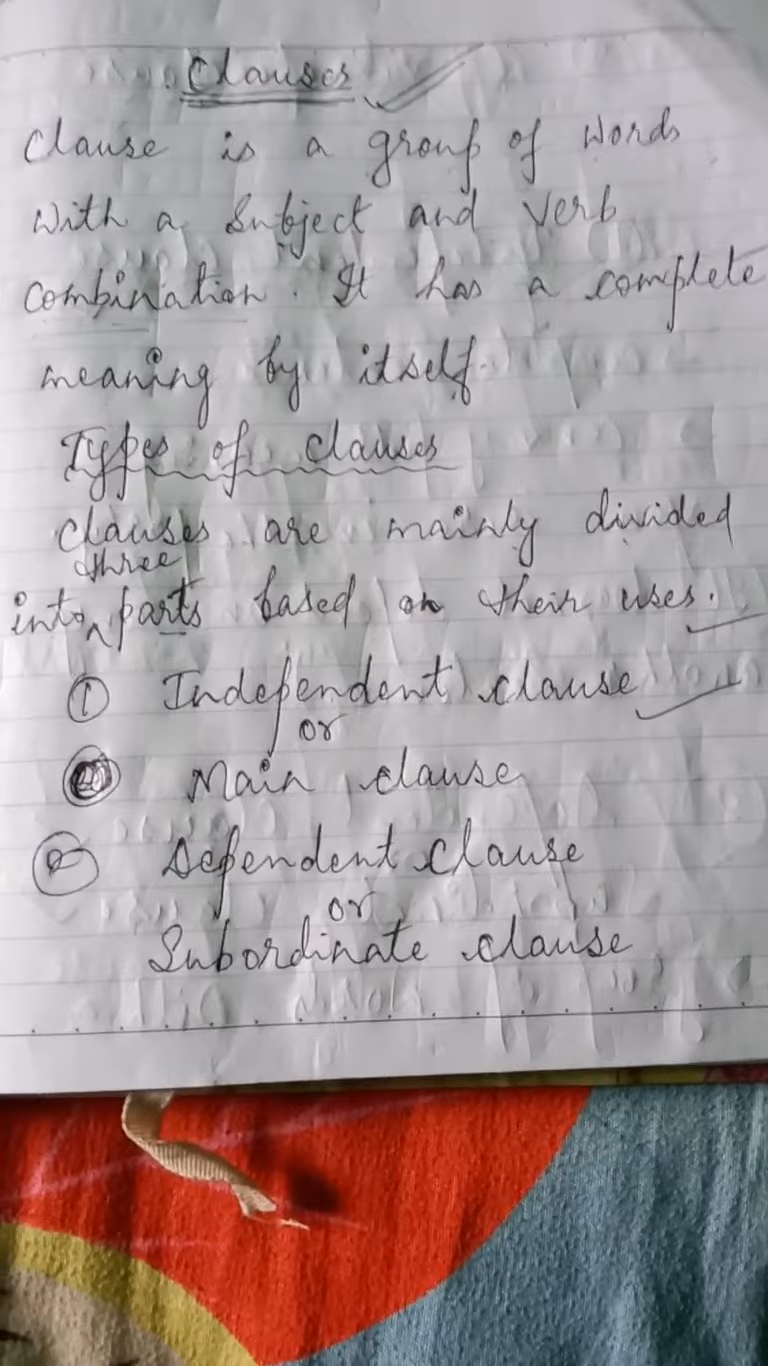 Clauses
Clause is a group of words
with a subject and verb
combination. It has a complete
meaning by itself.
Types of clauses
clauses are mainly divided
three
into parts based on their uses.
① Independent clause
or
Main clause
② Dependent clause
or
Subordinate clause